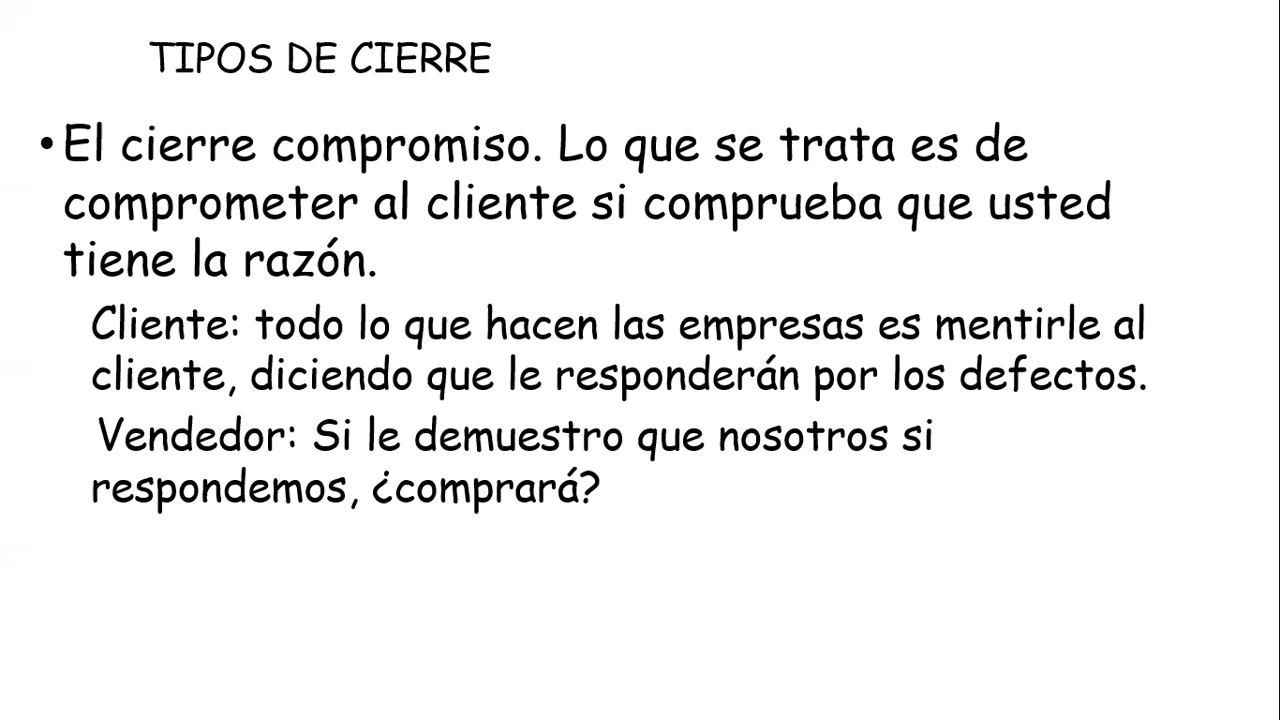 TIPOS DE CIERRE
• El cierre compromiso. Lo que se trata es de
comprometer al cliente si comprueba que usted
tiene la razón.
Cliente: todo lo que hacen las empresas es mentirle al
cliente, diciendo que le responderán por los defectos.
Vendedor: Si le demuestro que nosotros si
respondemos, ¿comprará?